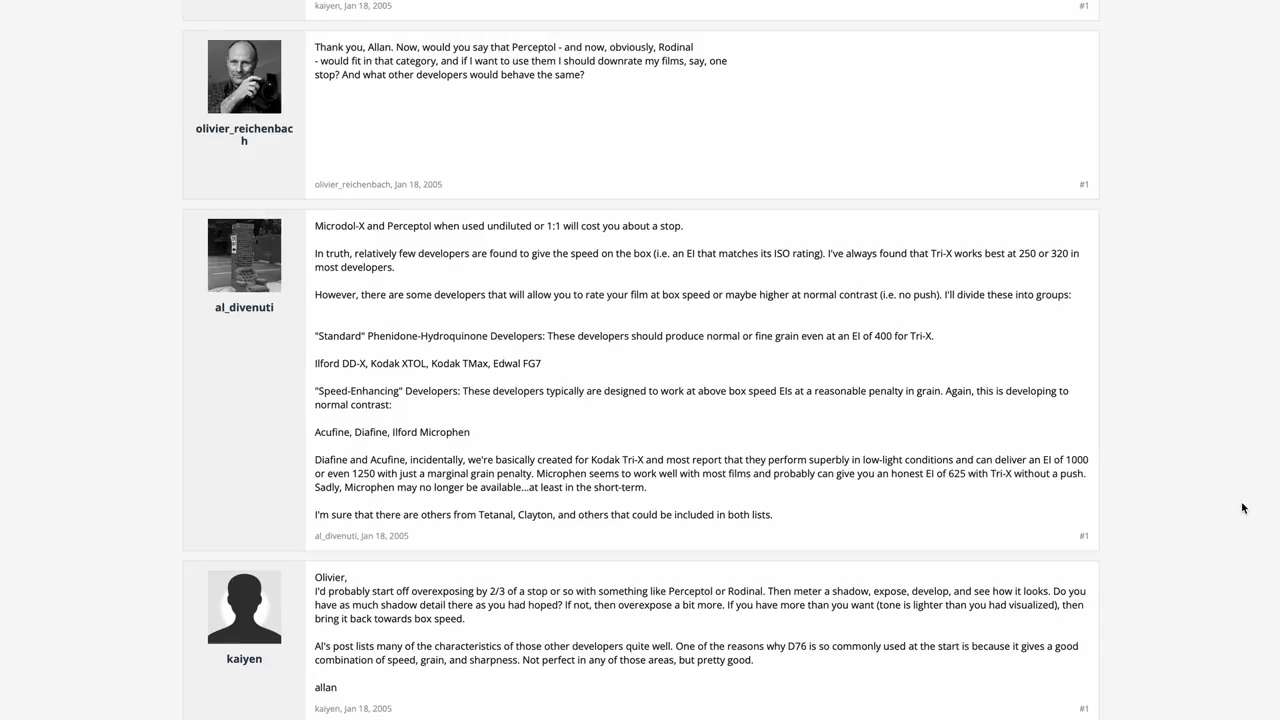 kaiyen, Jan 18, 2005 #1
Thank you, Allan. Now, would you say that Perceptol - and now, obviously, Rodinal
- would fit in that category, and if I want to use them I should downrate my films, say, one
stop? And what other developers would behave the same?
olivier_reichenbac
h
olivier_reichenbach, Jan 18, 2005 #1
Microdol-X and Perceptol when used undiluted or 1:1 will cost you about a stop.
In truth, relatively few developers are found to give the speed on the box (i.e. an EI that matches its ISO rating). I've always found that Tri-X works best at 250 or 320 in
most developers.
However, there are some developers that will allow you to rate your film at box speed or maybe higher at normal contrast (i.e. no push). I'll divide these into groups:
al_divenuti
"Standard" Phenidone-Hydroquinone Developers: These developers should produce normal or fine grain even at an EI of 400 for Tri-X.
Ilford DD-X, Kodak XTOL, Kodak TMax, Edwal FG7
"Speed-Enhancing" Developers: These developers typically are designed to work at above box speed EIs at a reasonable penalty in grain. Again, this is developing to
normal contrast:
Acufine, Diafine, Ilford Microphen
Diafine and Acufine, incidentally, we're basically created for Kodak Tri-X and most report that they perform superbly in low-light conditions and can deliver an EI of 1000
or even 1250 with just a marginal grain penalty. Microphen seems to work well with most films and probably can give you an honest EI of 625 with Tri-X without a push.
Sadly, Microphen may no longer be available...at least in the short-term.
I'm sure that there are others from Tetanal, Clayton, and others that could be included in both lists.
al_divenuti, Jan 18, 2005 #1
Olivier,
I'd probably start off overexposing by 2/3 of a stop or so with something like Perceptol or Rodinal. Then meter a shadow, expose, develop, and see how it looks. Do you
have as much shadow detail there as you had hoped? If not, then overexpose a bit more. If you have more than you want (tone is lighter than you had visualized), then
bring it back towards box speed.
Al's post lists many of the characteristics of those other developers quite well. One of the reasons why D76 is so commonly used at the start is because it gives a good
combination of speed, grain, and sharpness. Not perfect in any of those areas, but pretty good.
kaiyen
allan
kaiyen, Jan 18, 2005 #1